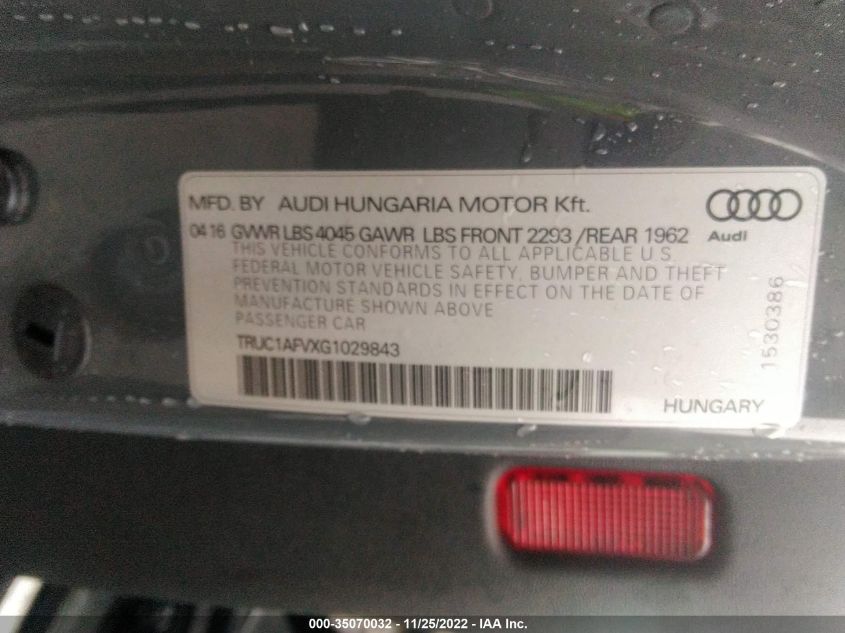 MFD. BY AUDI HUNGARIA MOTOR Kft.
04 16 GVWR LBS 4045 GAWR LBS FRONT 2293 /REAR 1962
Audi
THIS VEHICLE CONFORMS TO ALL APPLICABLE U.S.
FEDERAL MOTOR VEHICLE SAFETY, BUMPER AND THEFT
PREVENTION STANDARDS IN EFFECT ON THE DATE OF
MANUFACTURE SHOWN ABOVE
PASSENGER CAR
TRUC1AFVXG1029843
1530386
HUNGARY
000-35070032 - 11/25/2022 - IAA Inc.